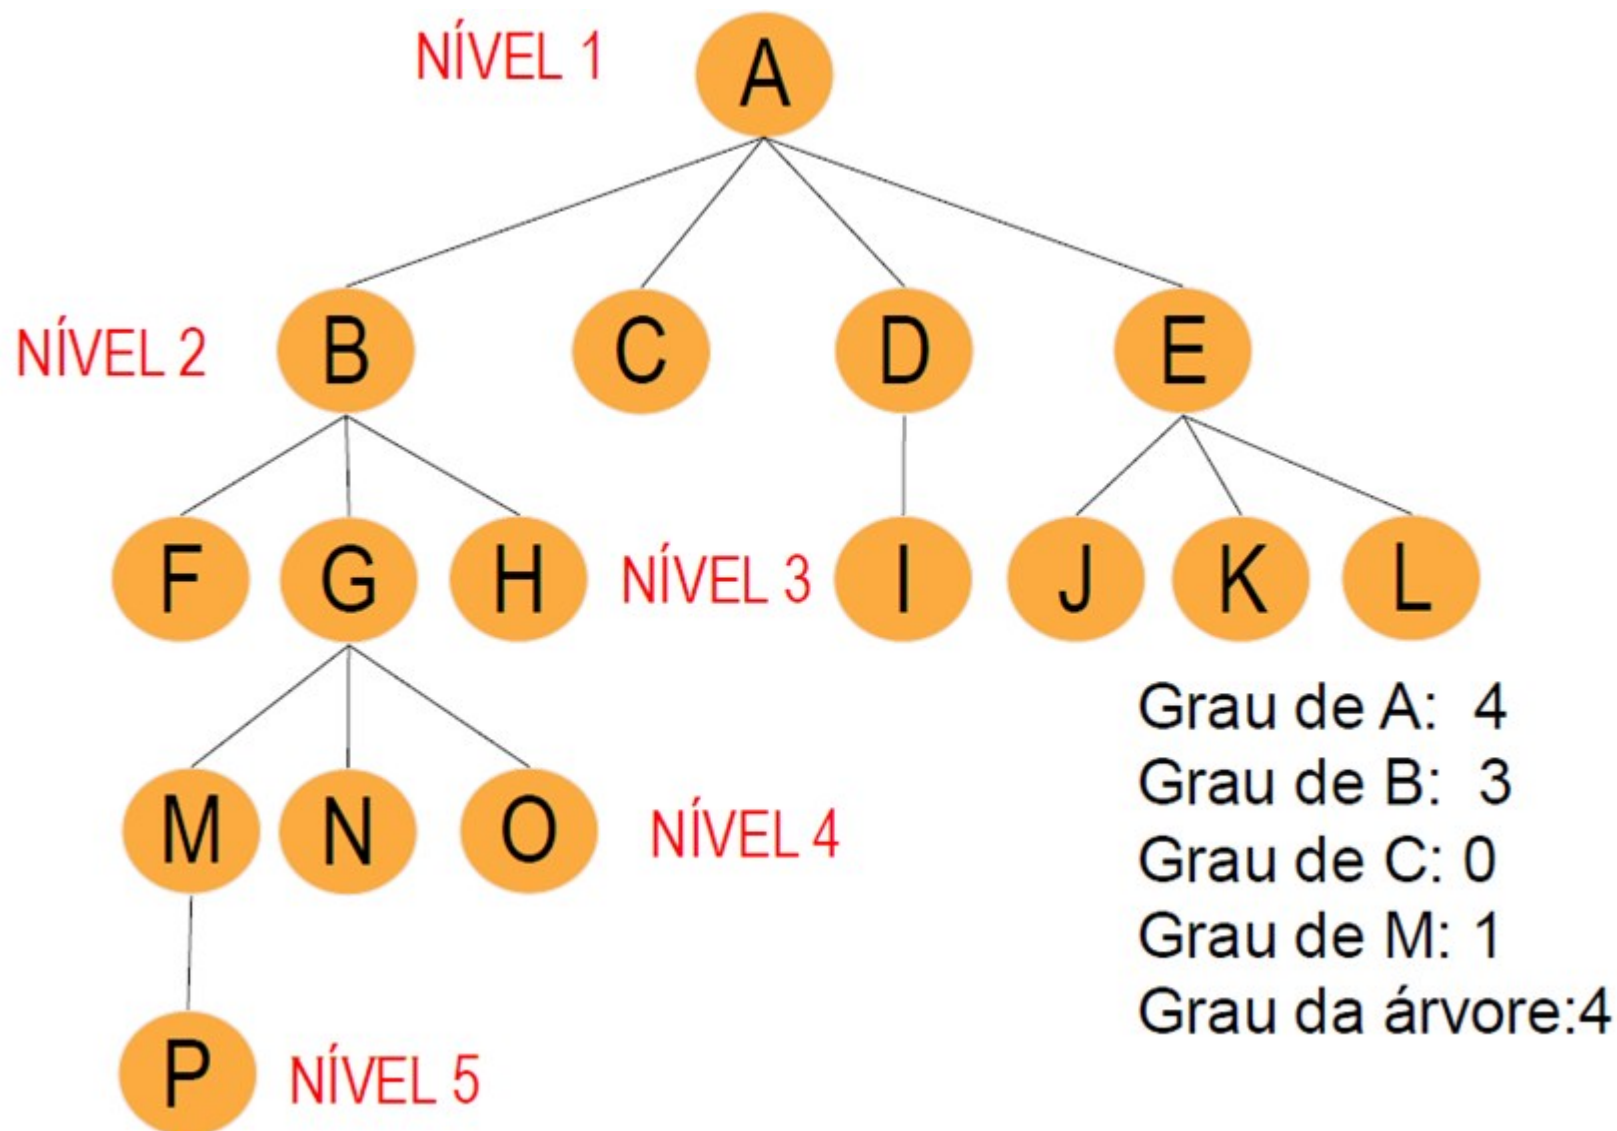 NÍVEL 1
A
NÍVEL 2
B
C
D
E
F
G
H
NÍVEL 3
I
J
K
L
Grau de A: 4
Grau de B: 3
Grau de C: 0
Grau de M: 1
Grau da árvore:4
M
N
O
NÍVEL 4
P
NÍVEL 5